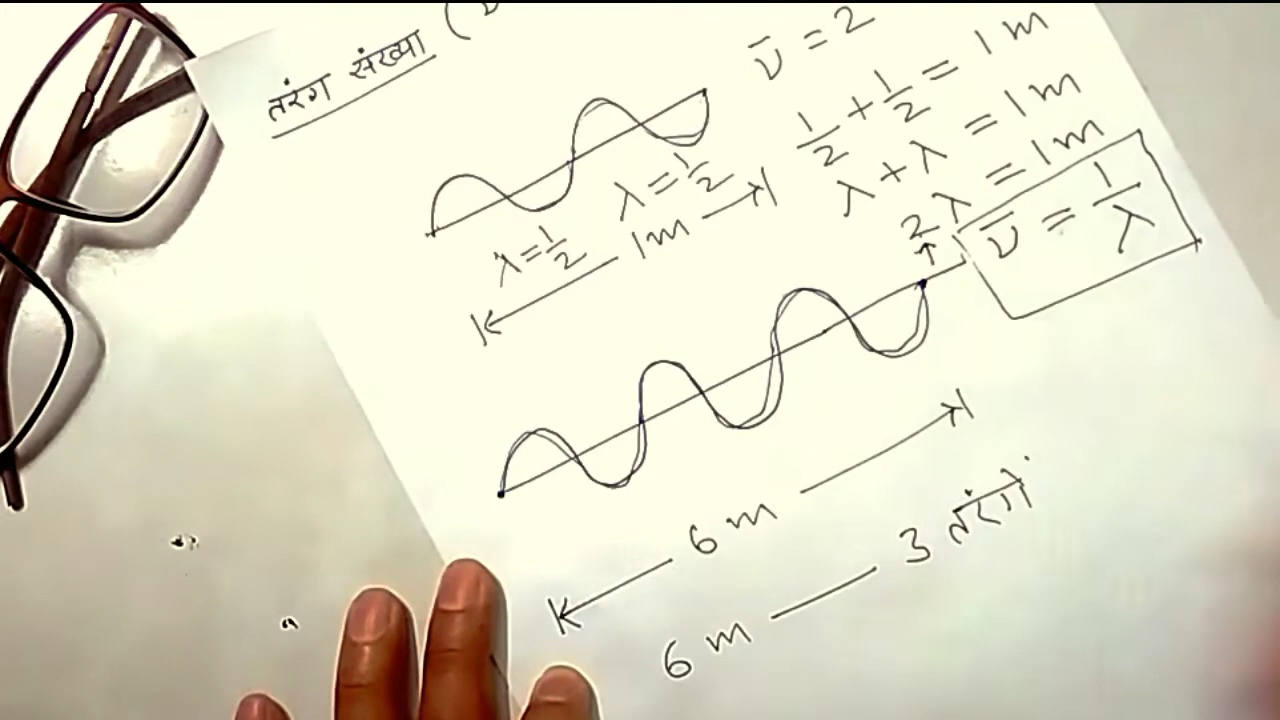 तरंग संख्या (
ν̄ = 2
1/2 + 1/2 = 1 m
λ + λ = 1 m
2λ = 1 m
ν̄ = 1/λ
λ = 1/2
λ = 1/2
1 m
6 m
6 m — 3 तरंगे